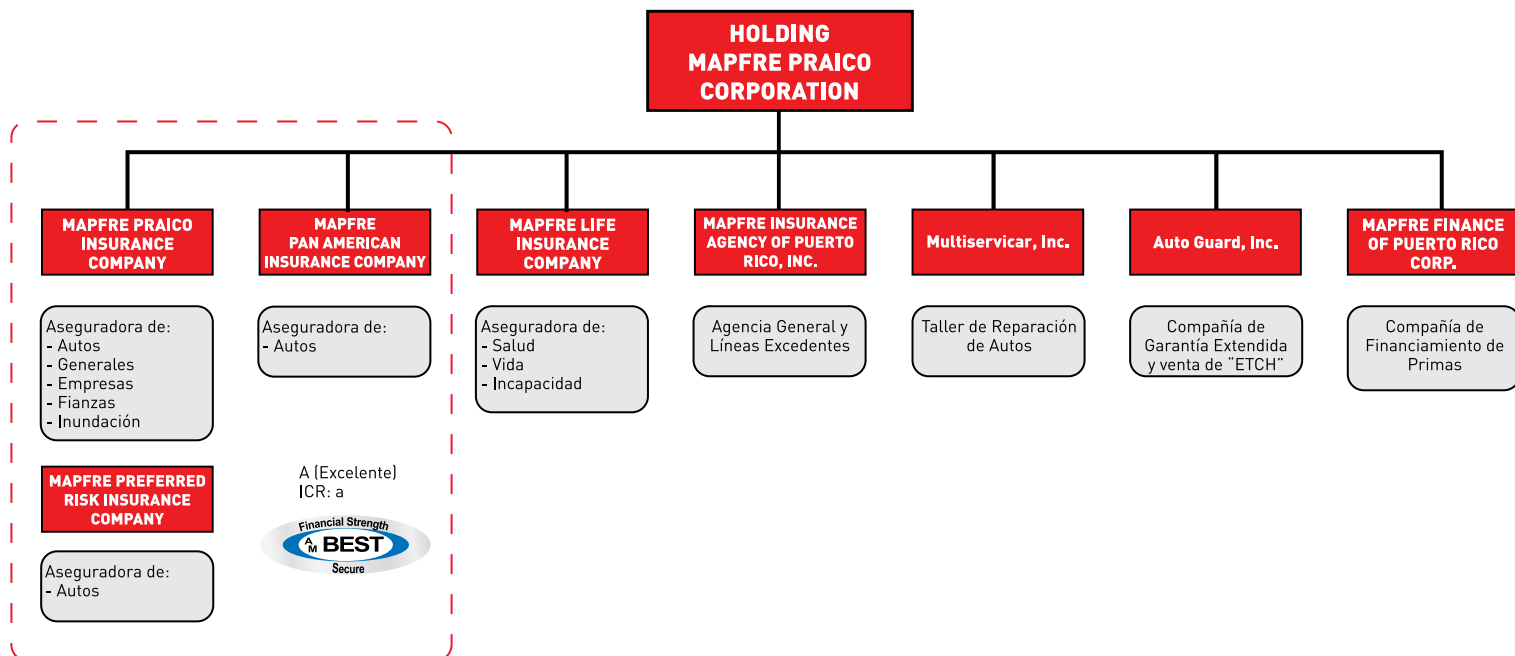 HOLDING
MAPFRE PRAICO
CORPORATION
MAPFRE PRAICO
INSURANCE
COMPANY
Aseguradora de:
- Autos
- Generales
- Empresas
- Fianzas
- Inundación
MAPFRE PREFERRED
RISK INSURANCE
COMPANY
Aseguradora de:
- Autos
MAPFRE
PAN AMERICAN
INSURANCE COMPANY
Aseguradora de:
- Autos
A (Excelente)
ICR: a
Financial Strength
AM BEST
Secure
MAPFRE LIFE
INSURANCE
COMPANY
Aseguradora de:
- Salud
- Vida
- Incapacidad
MAPFRE INSURANCE
AGENCY OF PUERTO
RICO, INC.
Agencia General y
Líneas Excedentes
Multiservicar, Inc.
Taller de Reparación
de Autos
Auto Guard, Inc.
Compañía de
Garantía Extendida
y venta de “ETCH”
MAPFRE FINANCE
OF PUERTO RICO
CORP.
Compañía de
Financiamiento de
Primas